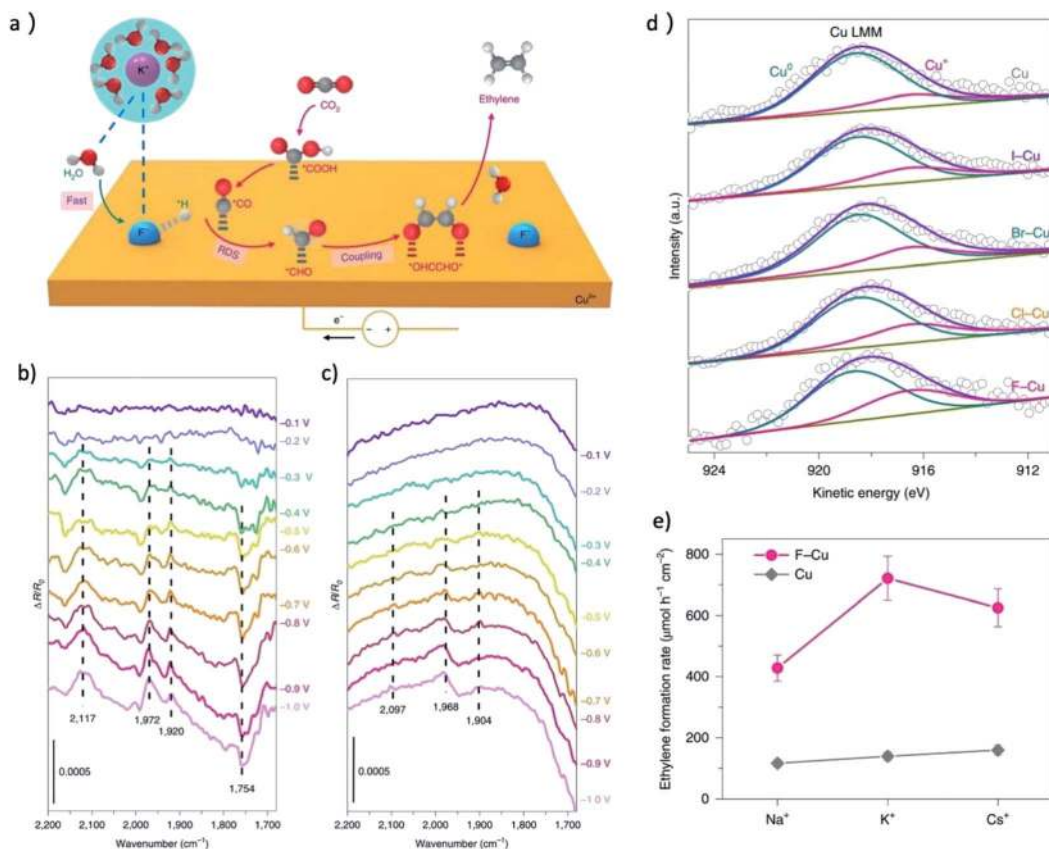 a )
K⁺
H₂O
Fast
*H
F⁻
CO₂
*COOH
*CO
RDS
*CHO
Coupling
*OHCCHO*
Ethylene
F⁻
Cu⁰⁺
e⁻
− +
b )
−0.1 V
−0.2 V
−0.3 V
−0.4 V
−0.5 V
−0.6 V
−0.7 V
−0.8 V
−0.9 V
−1.0 V
2,117
1,972
1,920
1,754
0.0005
ΔR/R₀
2,200 2,100 2,000 1,900 1,800 1,700
Wavenumber (cm⁻¹)
c )
−0.1 V
−0.2 V
−0.3 V
−0.4 V
−0.5 V
−0.6 V
−0.7 V
−0.8 V
−0.9 V
−1.0 V
2,097
1,968
1,904
0.0005
ΔR/R₀
2,200 2,100 2,000 1,900 1,800 1,700
Wavenumber (cm⁻¹)
d )
Cu LMM
Cu⁰
Cu⁺
Cu
I–Cu
Br–Cu
Cl–Cu
F–Cu
Intensity (a.u.)
924 920 916 912
Kinetic energy (eV)
e )
F–Cu
Cu
800
600
400
200
0
Ethylene formation rate (μmol h⁻¹ cm⁻²)
Na⁺ K⁺ Cs⁺